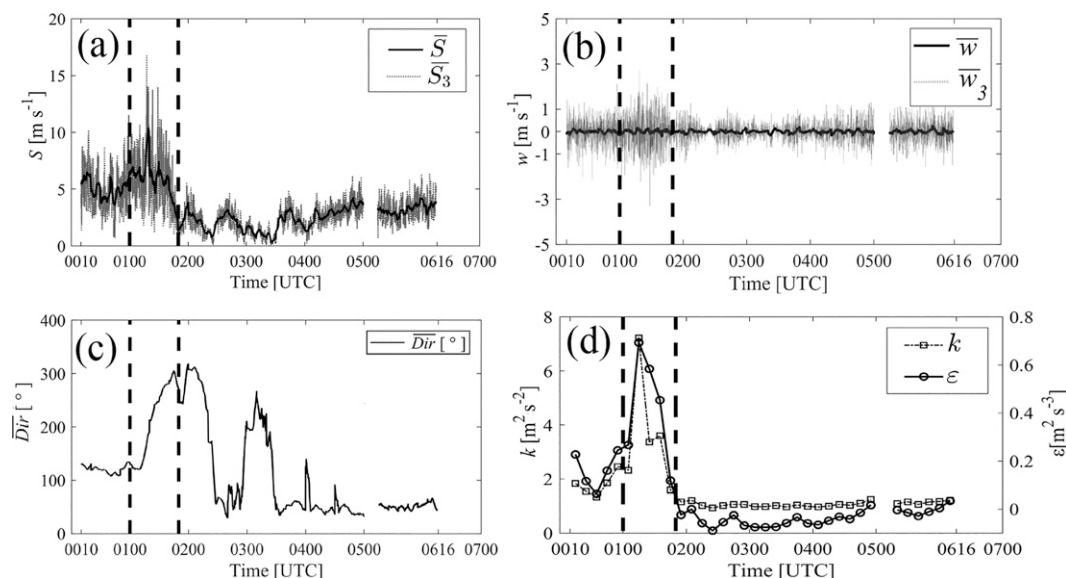 (a)
20
15
10
5
0
S [m s⁻¹]
S̅
S̅₃
0010 0100 0200 0300 0400 0500 0616 0700
Time [UTC]
(b)
5
3
1
0
-1
-3
-5
w [m s⁻¹]
w̅
w̅₃
0010 0100 0200 0300 0400 0500 0616 0700
Time [UTC]
(c)
400
300
200
100
0
D̅i̅r̅ [°]
D̅i̅r̅ [°]
0010 0100 0200 0300 0400 0500 0616 0700
Time [UTC]
(d)
8
6
4
2
0
k [m² s⁻²]
k
ε
0.8
0.6
0.4
0.2
0
ε[m² s⁻³]
0010 0100 0200 0300 0400 0500 0616 0700
Time [UTC]